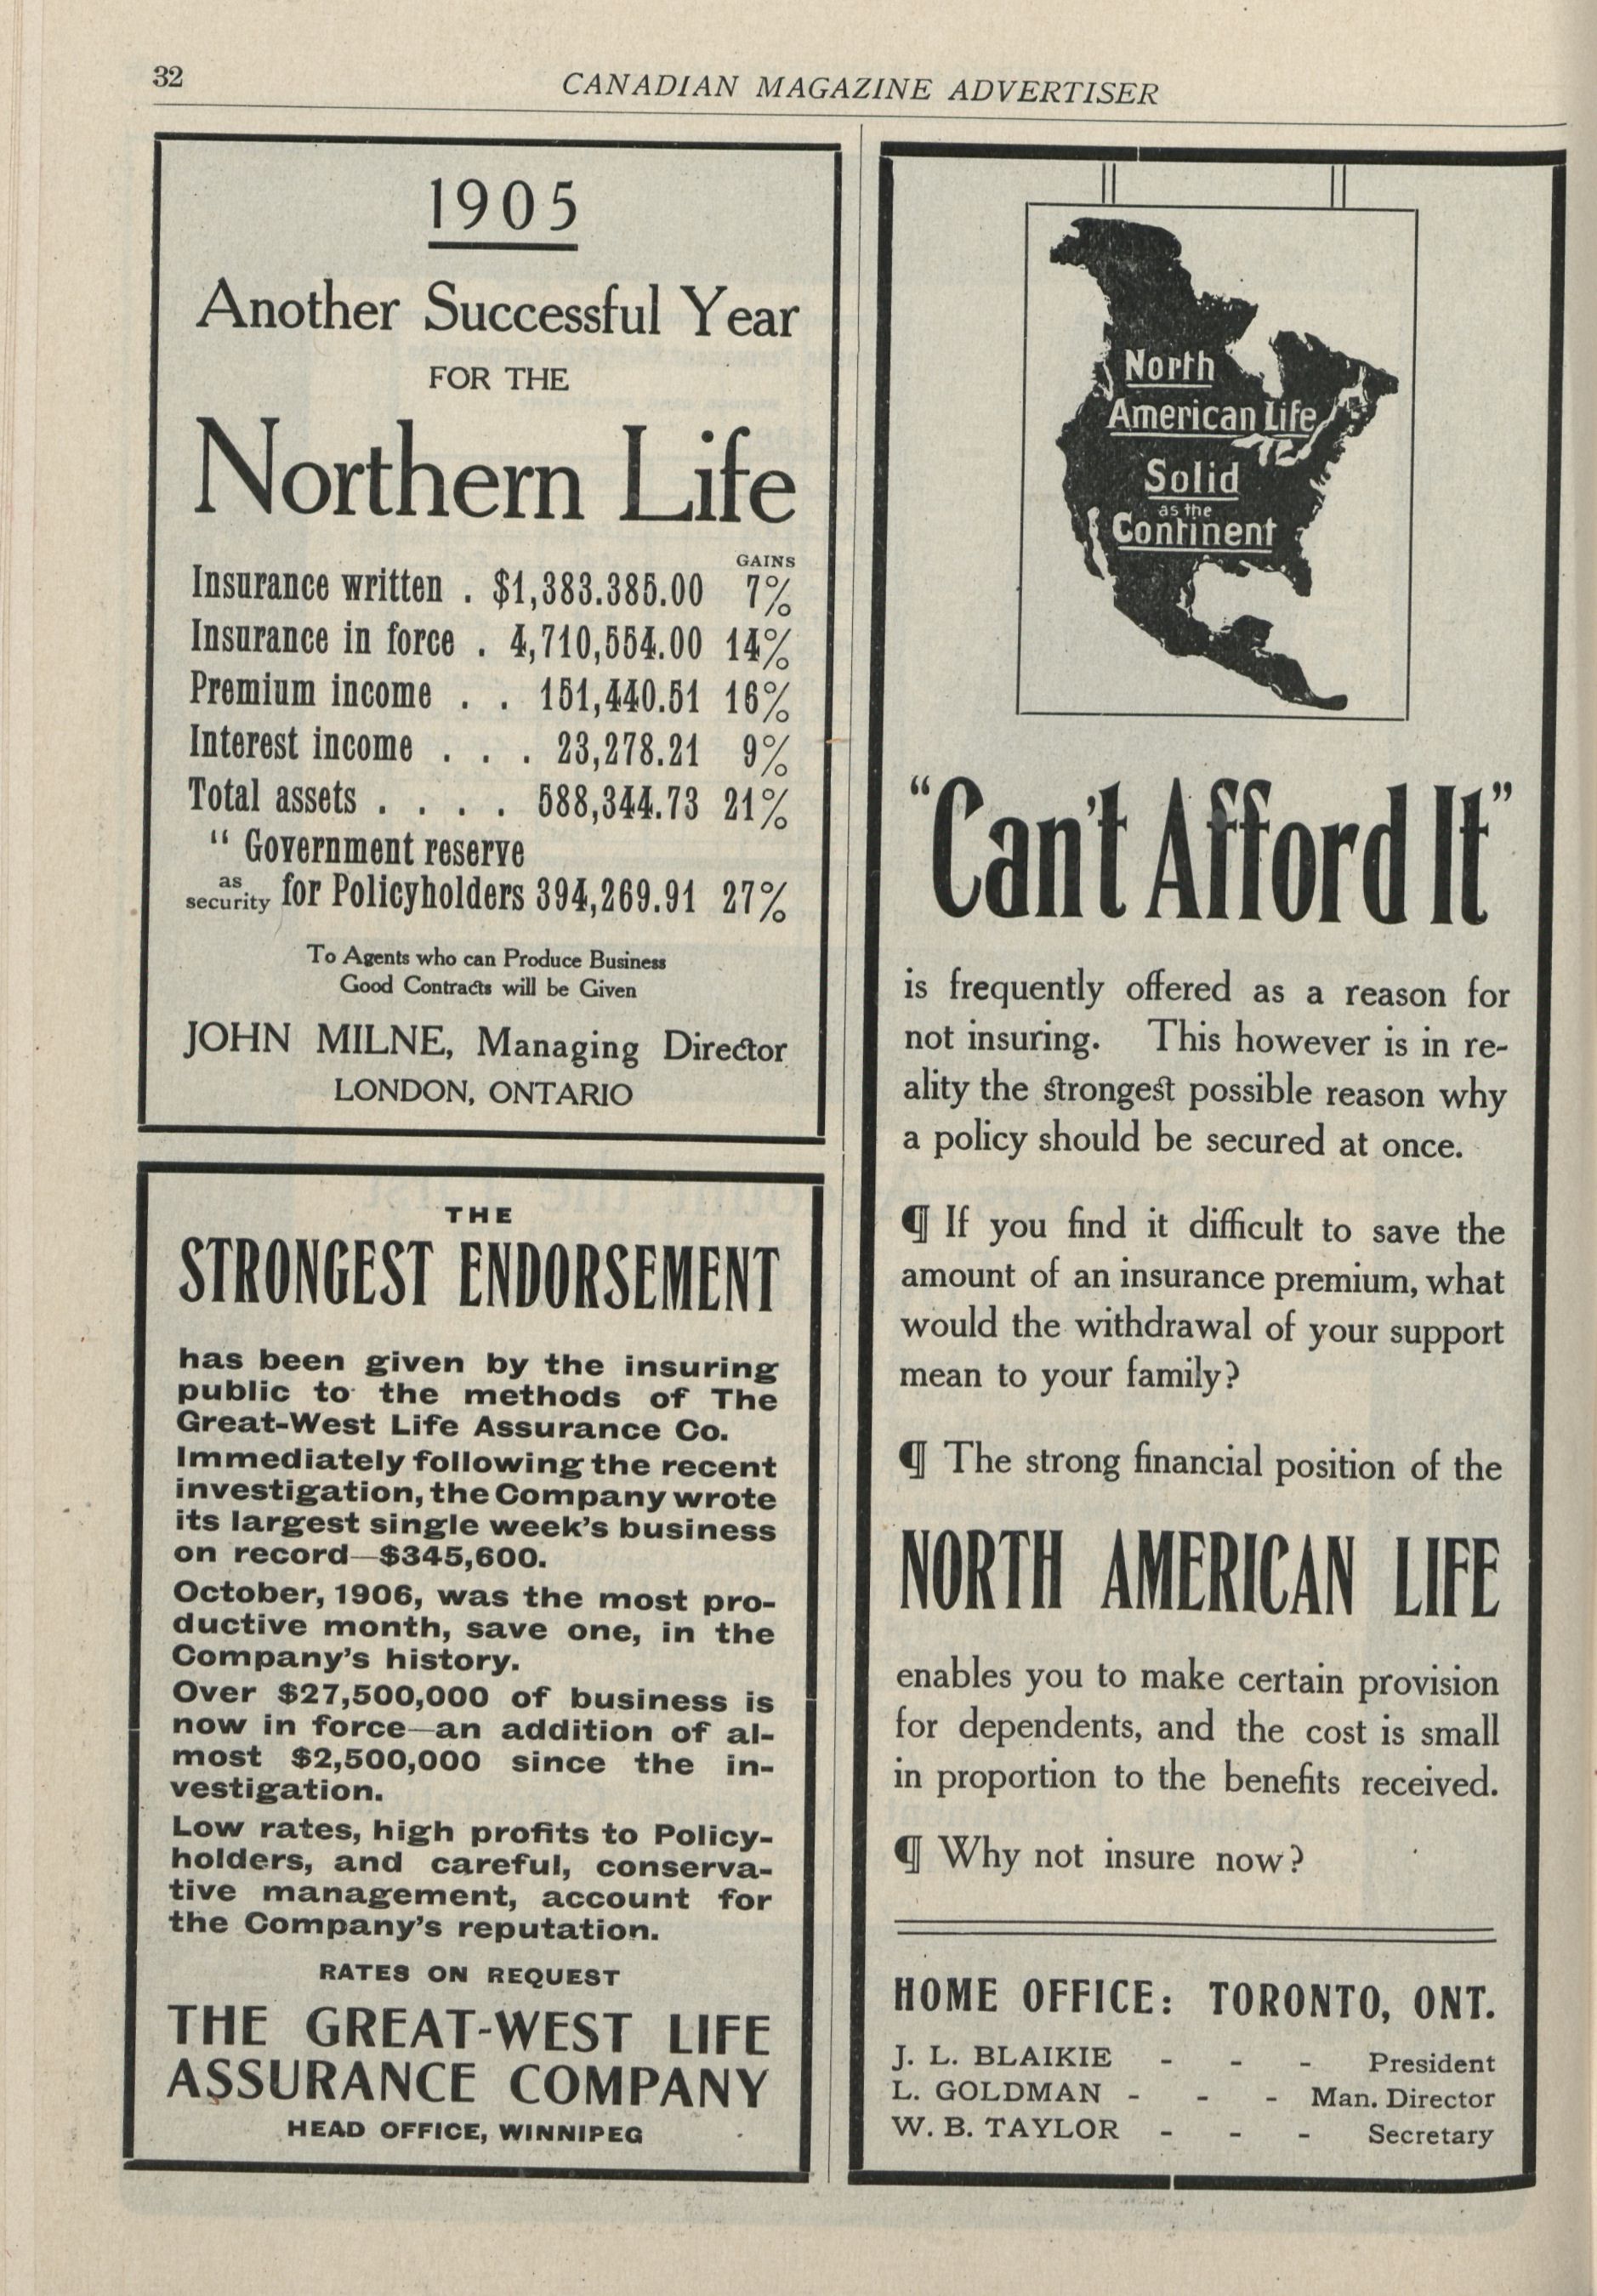 32
CANADIAN MAGAZINE ADVERTISER
1905
Another Successful Year
FOR THE
Northern Life
GAINS
Insurance written . $1,383.385.00 7%
Insurance in force . 4,710,554.00 14%
Premium income . . 151,440.51 16%
Interest income . . . 23,278.21 9%
Total assets . . . . 588,344.73 21%
" Government reserve
as security for Policyholders 394,269.91 27%
To Agents who can Produce Business
Good Contracts will be Given
JOHN MILNE, Managing Director
LONDON, ONTARIO
THE
STRONGEST ENDORSEMENT
has been given by the insuring
public to the methods of The
Great-West Life Assurance Co.
Immediately following the recent
investigation, the Company wrote
its largest single week's business
on record—$345,600.
October, 1906, was the most pro-
ductive month, save one, in the
Company's history.
Over $27,500,000 of business is
now in force—an addition of al-
most $2,500,000 since the in-
vestigation.
Low rates, high profits to Policy-
holders, and careful, conserva-
tive management, account for
the Company's reputation.
RATES ON REQUEST
THE GREAT-WEST LIFE
ASSURANCE COMPANY
HEAD OFFICE, WINNIPEG
North
American Life
Solid
as the
Continent
"Can't Afford It"
is frequently offered as a reason for
not insuring. This however is in re-
ality the strongest possible reason why
a policy should be secured at once.
¶ If you find it difficult to save the
amount of an insurance premium, what
would the withdrawal of your support
mean to your family?
¶ The strong financial position of the
NORTH AMERICAN LIFE
enables you to make certain provision
for dependents, and the cost is small
in proportion to the benefits received.
¶ Why not insure now?
HOME OFFICE: TORONTO, ONT.
J. L. BLAIKIE - - - President
L. GOLDMAN - - - Man. Director
W. B. TAYLOR - - - Secretary